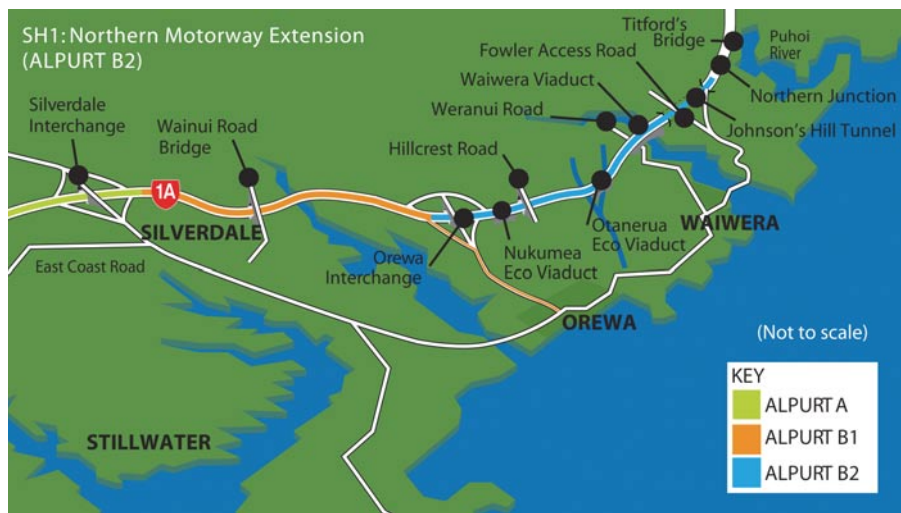 SH1: Northern Motorway Extension
(ALPURT B2)
Titford's
Bridge
Puhoi
River
Fowler Access Road
Waiwera Viaduct
Northern Junction
Weranui Road
Johnson's Hill Tunnel
Silverdale
Interchange
Wainui Road
Bridge
Hillcrest Road
1A
SILVERDALE
WAIWERA
Otanerua
Eco Viaduct
Nukumea
Eco Viaduct
Orewa
Interchange
East Coast Road
OREWA
(Not to scale)
STILLWATER
KEY
ALPURT A
ALPURT B1
ALPURT B2